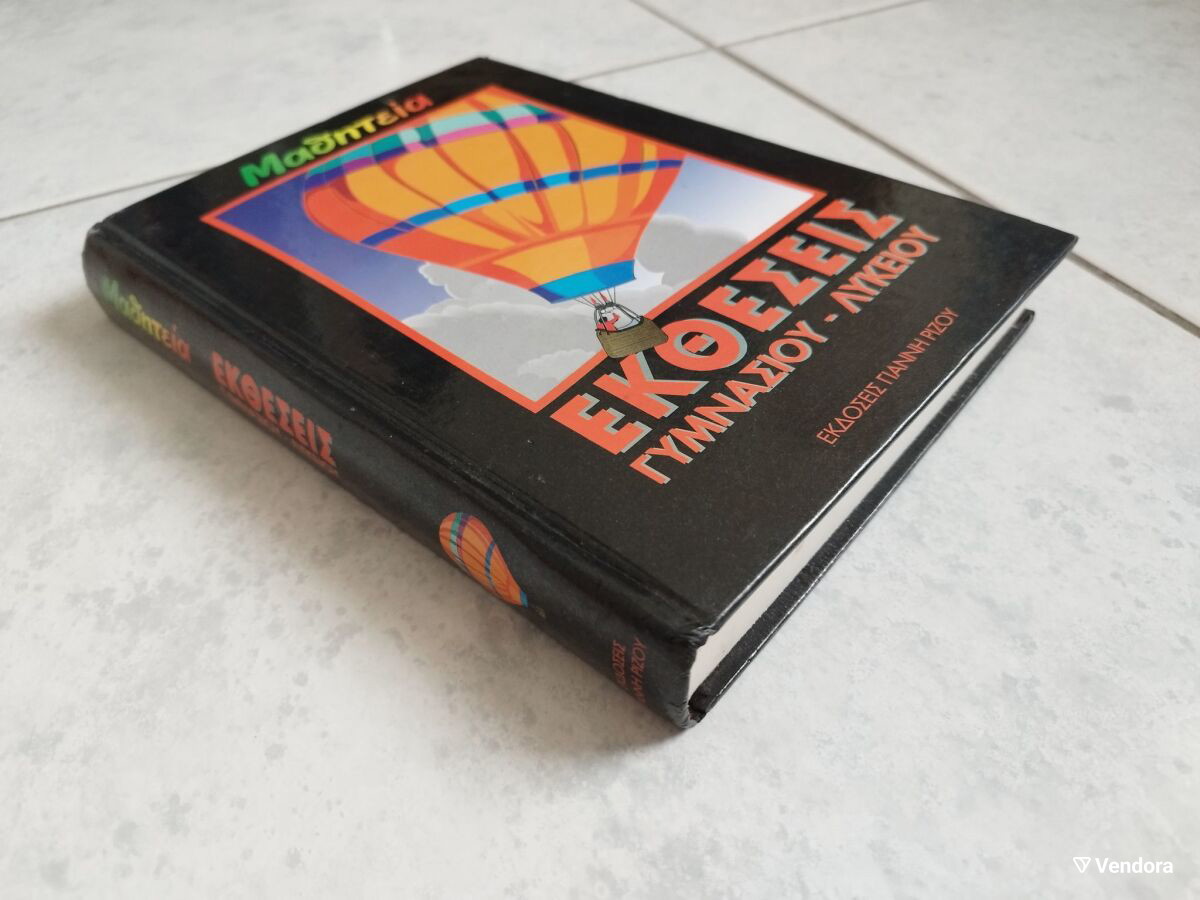 Μαθητεία
ΕΚΘΕΣΕΙΣ
ΓΥΜΝΑΣΙΟΥ - ΛΥΚΕΙΟΥ
ΕΚΔΟΣΕΙΣ ΓΙΑΝΝΗ ΡΙΖΟΥ
Μαθητεία
ΕΚΘΕΣΕΙΣ
Vendora